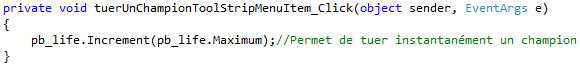 private void tuerUnChampionToolStripMenuItem_Click(object sender, EventArgs e)
{
    pb_life.Increment(pb_life.Maximum);//Permet de tuer instantanément un champion
}